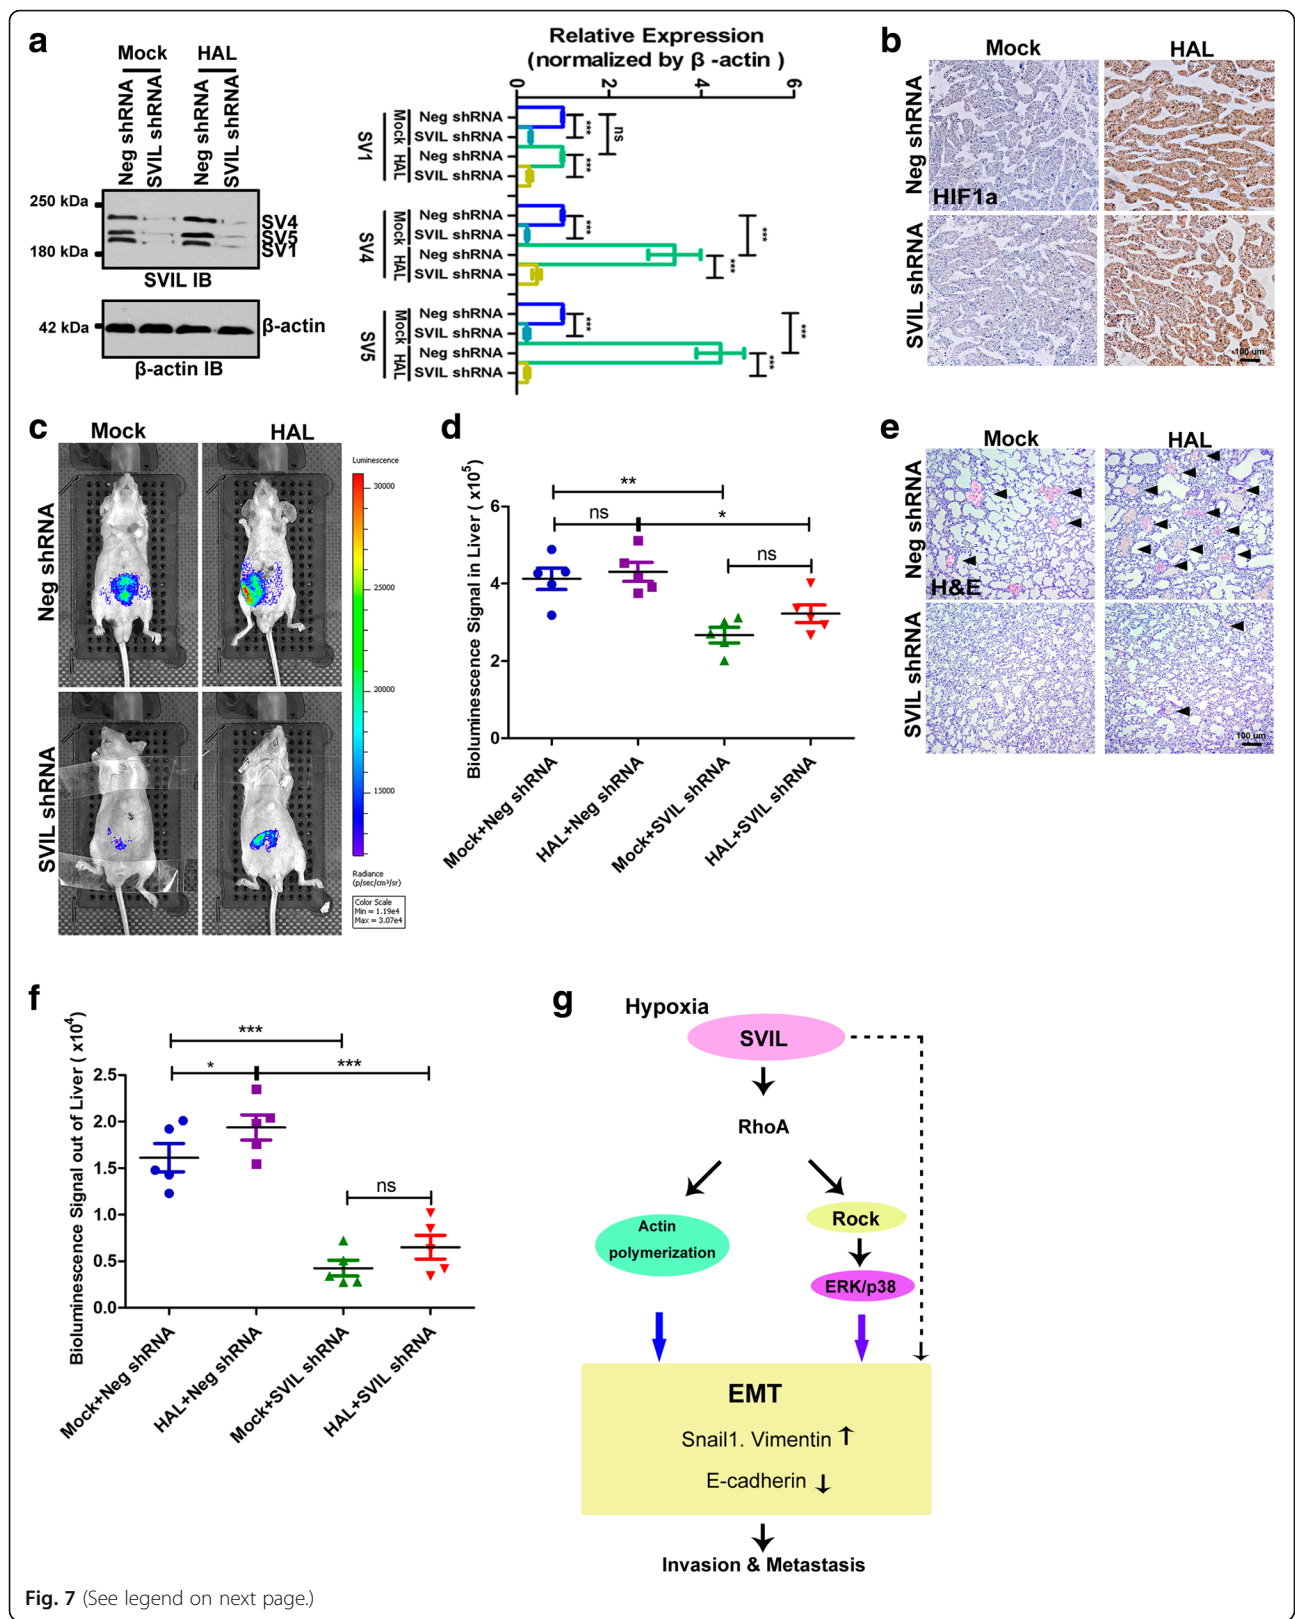 a
Mock HAL
Neg shRNA
SVIL shRNA
Neg shRNA
SVIL shRNA
250 kDa
180 kDa
SV4
SV5
SV1
SVIL IB
42 kDa
β-actin
β-actin IB
Relative Expression
(normalized by β -actin )
0 2 4 6
SV1
Mock
Neg shRNA
SVIL shRNA
HAL
Neg shRNA
SVIL shRNA
***
***
ns
SV4
Mock
Neg shRNA
SVIL shRNA
HAL
Neg shRNA
SVIL shRNA
***
***
***
SV5
Mock
Neg shRNA
SVIL shRNA
HAL
Neg shRNA
SVIL shRNA
***
***
***
b
Mock HAL
Neg shRNA
SVIL shRNA
HIF1a
100 um
c
Mock HAL
Neg shRNA
SVIL shRNA
Luminescence
30000
25000
20000
15000
Radiance
(p/sec/cm²/sr)
Color Scale
Min = 1.19e4
Max = 3.07e4
d
Bioluminescence Signal in Liver ( x10⁵)
6
4
2
0
**
ns
*
ns
Mock+Neg shRNA
HAL+Neg shRNA
Mock+SVIL shRNA
HAL+SVIL shRNA
e
Mock HAL
Neg shRNA
SVIL shRNA
H&E
100 um
f
Bioluminescence Signal out of Liver ( x10⁴)
2.5
2.0
1.5
1.0
0.5
0.0
***
*
***
ns
Mock+Neg shRNA
HAL+Neg shRNA
Mock+SVIL shRNA
HAL+SVIL shRNA
g
Hypoxia
SVIL
RhoA
Actin
polymerization
Rock
ERK/p38
EMT
Snail1. Vimentin ↑
E-cadherin ↓
Invasion & Metastasis
Fig. 7 (See legend on next page.)